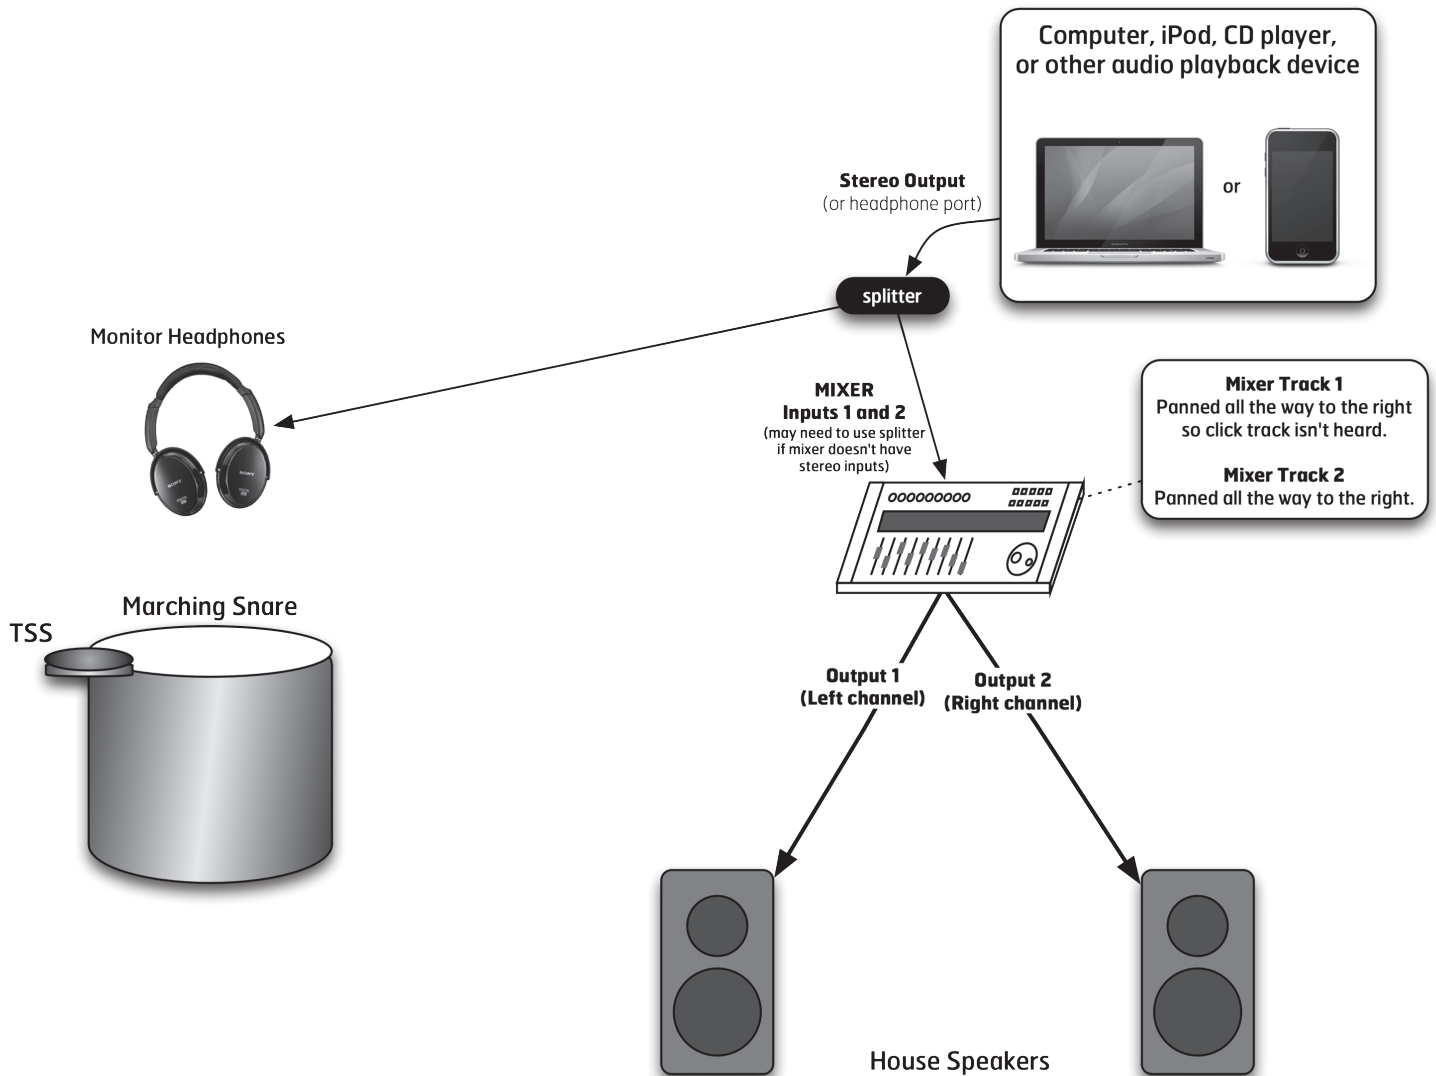 Computer, iPod, CD player,
or other audio playback device
or
Stereo Output
(or headphone port)
splitter
Monitor Headphones
SONY
SONY
MIXER
Inputs 1 and 2
(may need to use splitter
if mixer doesn't have
stereo inputs)
Mixer Track 1
Panned all the way to the right
so click track isn't heard.
Mixer Track 2
Panned all the way to the right.
Marching Snare
TSS
Output 1
(Left channel)
Output 2
(Right channel)
House Speakers